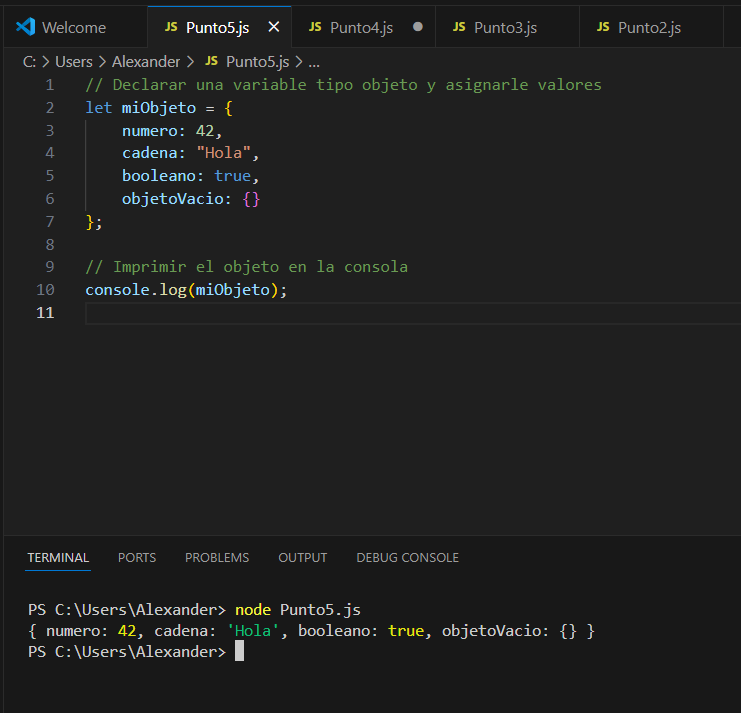 Welcome JS Punto5.js × JS Punto4.js ● JS Punto3.js JS Punto2.js
C: > Users > Alexander > JS Punto5.js > ...
1 // Declarar una variable tipo objeto y asignarle valores
2 let miObjeto = {
3     numero: 42,
4     cadena: "Hola",
5     booleano: true,
6     objetoVacio: {}
7 };
8
9 // Imprimir el objeto en la consola
10 console.log(miObjeto);
11
TERMINAL PORTS PROBLEMS OUTPUT DEBUG CONSOLE
PS C:\Users\Alexander> node Punto5.js
{ numero: 42, cadena: 'Hola', booleano: true, objetoVacio: {} }
PS C:\Users\Alexander>